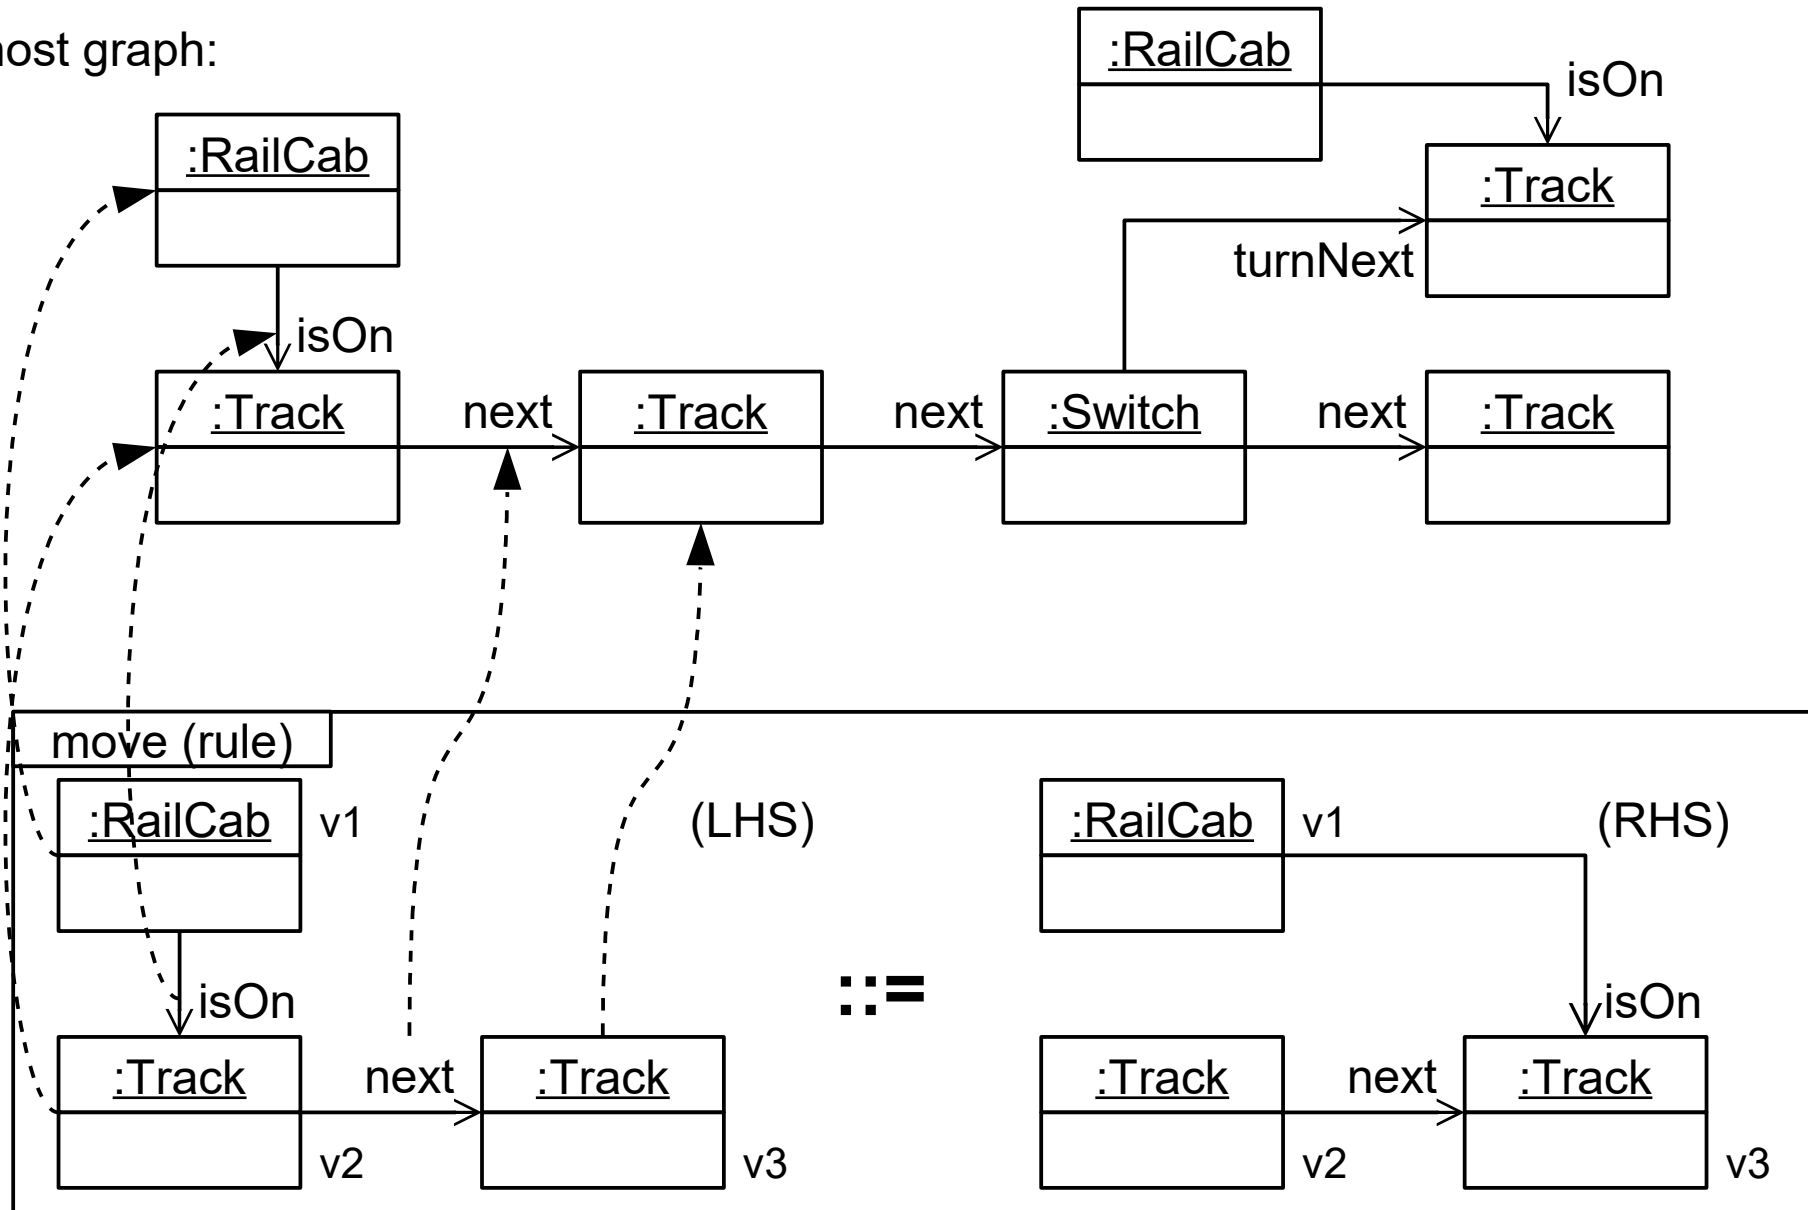 host graph:
:RailCab
isOn
:RailCab
:Track
turnNext
isOn
:Track
next
:Track
next
:Switch
next
:Track
move (rule)
:RailCab
v1
(LHS)
:RailCab
v1
(RHS)
::=
isOn
isOn
:Track
next
:Track
:Track
next
:Track
v2
v3
v2
v3